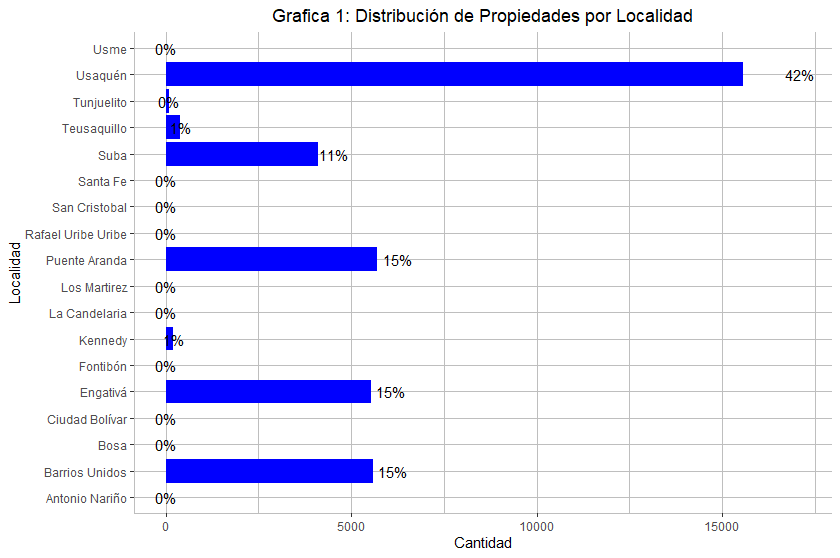 Grafica 1: Distribución de Propiedades por Localidad
Localidad
Usme 0%
Usaquén 42%
Tunjuelito 0%
Teusaquillo 1%
Suba 11%
Santa Fe 0%
San Cristobal 0%
Rafael Uribe Uribe 0%
Puente Aranda 15%
Los Martirez 0%
La Candelaria 0%
Kennedy 1%
Fontibón 0%
Engativá 15%
Ciudad Bolívar 0%
Bosa 0%
Barrios Unidos 15%
Antonio Nariño 0%
0 5000 10000 15000
Cantidad